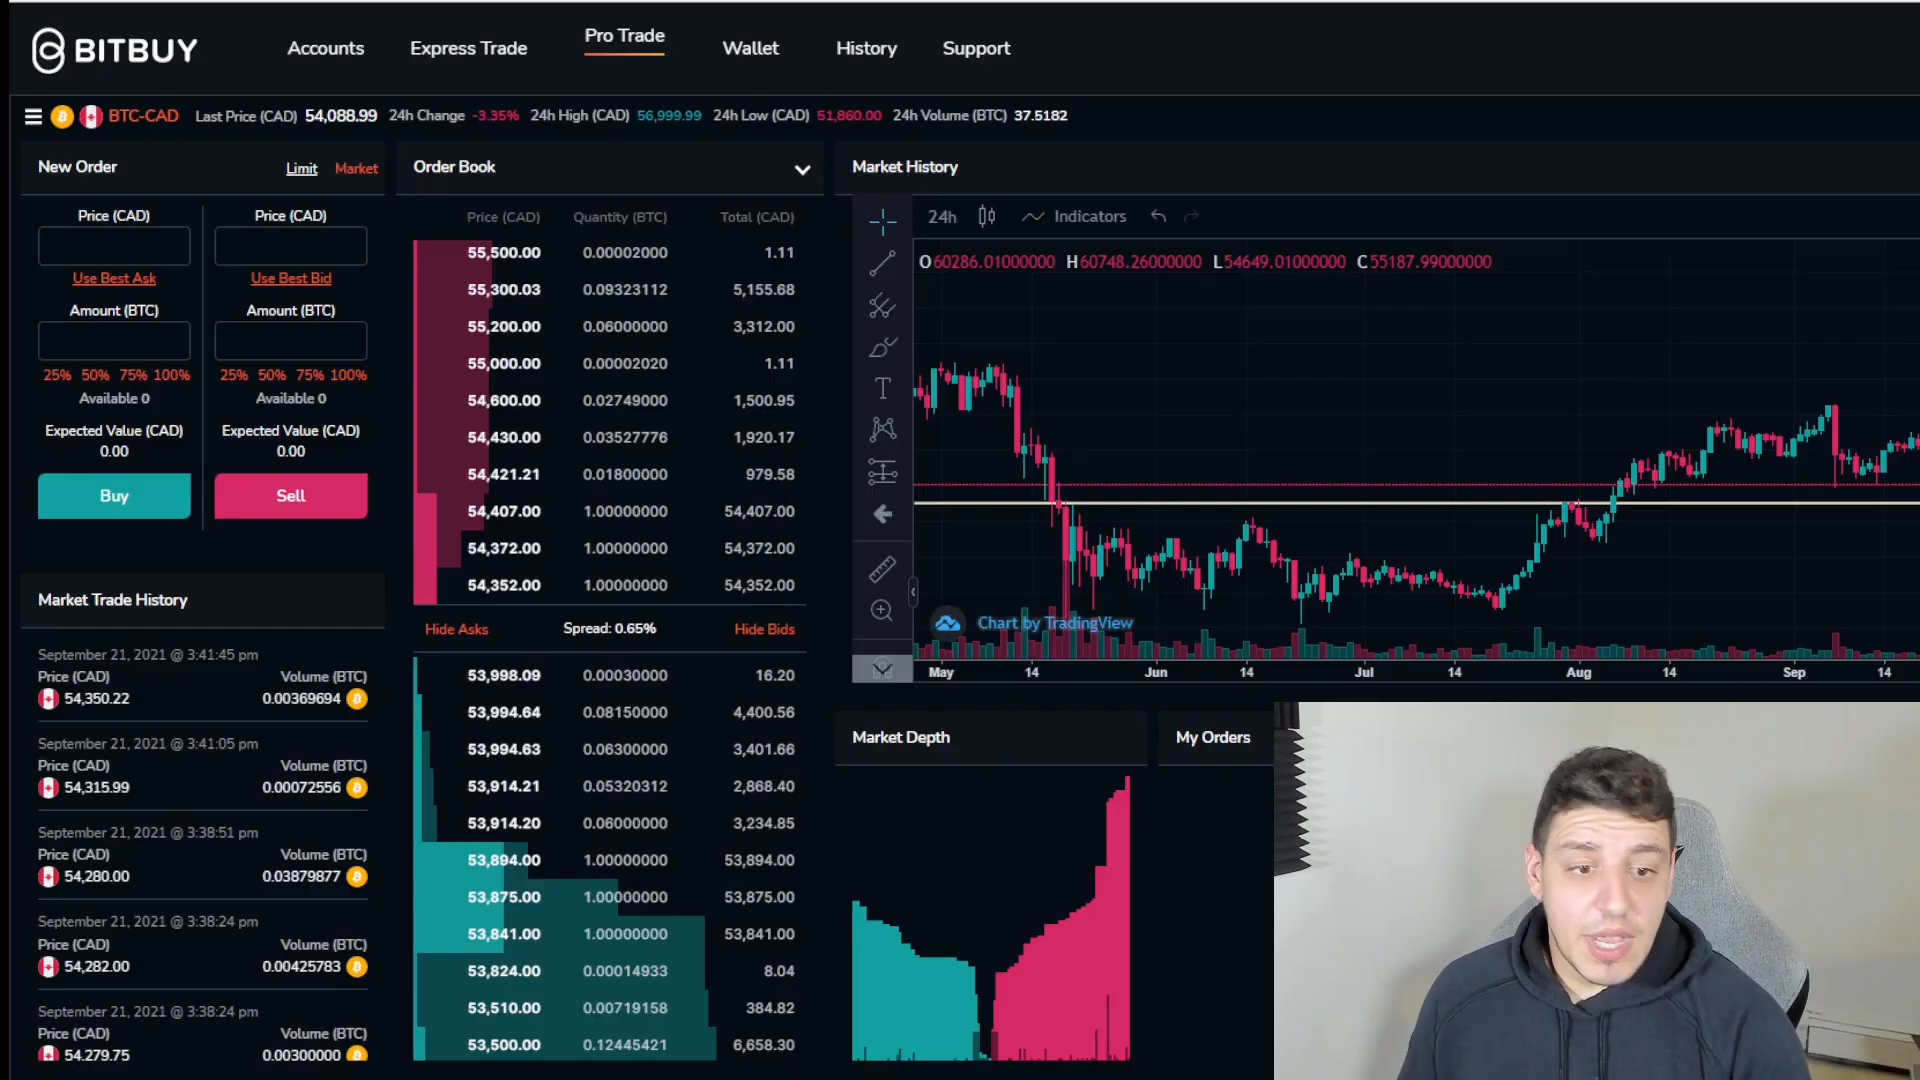 BITBUY
Accounts Express Trade Pro Trade Wallet History Support
BTC-CAD Last Price (CAD) 54,088.99 24h Change -3.35% 24h High (CAD) 56,999.99 24h Low (CAD) 51,860.00 24h Volume (BTC) 37.5182
New Order Limit Market
Price (CAD) Price (CAD)
Use Best Ask Use Best Bid
Amount (BTC) Amount (BTC)
25% 50% 75% 100% 25% 50% 75% 100%
Available 0 Available 0
Expected Value (CAD) Expected Value (CAD)
0.00 0.00
Buy Sell
Market Trade History
September 21, 2021 @ 3:41:45 pm
Price (CAD) Volume (BTC)
54,350.22 0.00369694
September 21, 2021 @ 3:41:05 pm
Price (CAD) Volume (BTC)
54,315.99 0.00072556
September 21, 2021 @ 3:38:51 pm
Price (CAD) Volume (BTC)
54,280.00 0.03879877
September 21, 2021 @ 3:38:24 pm
Price (CAD) Volume (BTC)
54,282.00 0.00425783
September 21, 2021 @ 3:38:24 pm
Price (CAD) Volume (BTC)
54,279.75 0.00300000
Order Book
Price (CAD) Quantity (BTC) Total (CAD)
55,500.00 0.00002000 1.11
55,300.03 0.09323112 5,155.68
55,200.00 0.06000000 3,312.00
55,000.00 0.00002020 1.11
54,600.00 0.02749000 1,500.95
54,430.00 0.03527776 1,920.17
54,421.21 0.01800000 979.58
54,407.00 1.00000000 54,407.00
54,372.00 1.00000000 54,372.00
54,352.00 1.00000000 54,352.00
Hide Asks Spread: 0.65% Hide Bids
53,998.09 0.00030000 16.20
53,994.64 0.08150000 4,400.56
53,994.63 0.06300000 3,401.66
53,914.21 0.05320312 2,868.40
53,914.20 0.06000000 3,234.85
53,894.00 1.00000000 53,894.00
53,875.00 1.00000000 53,875.00
53,841.00 1.00000000 53,841.00
53,824.00 0.00014933 8.04
53,510.00 0.00719158 384.82
53,500.00 0.12445421 6,658.30
Market History
24h Indicators
O60286.01000000 H60748.26000000 L54649.01000000 C55187.99000000
Chart by TradingView
May 14 Jun 14 Jul 14 Aug 14 Sep 14
Market Depth
My Orders